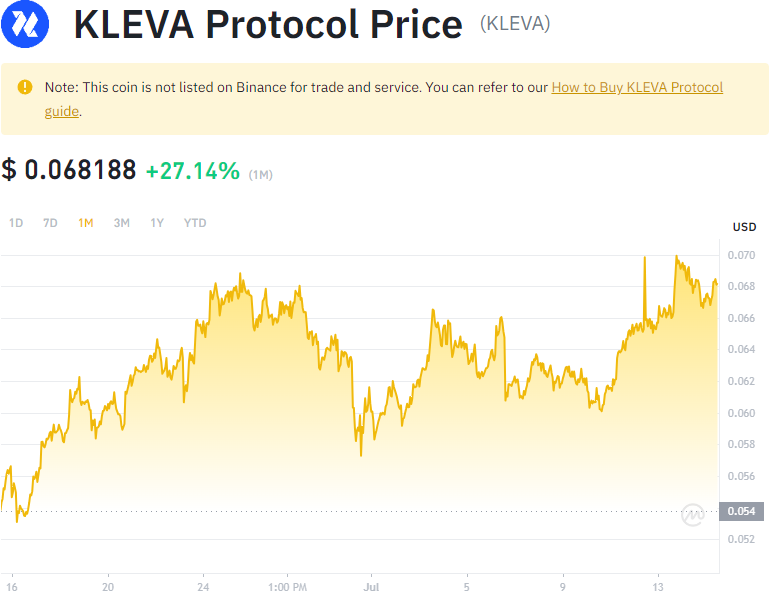 KLEVA Protocol Price (KLEVA)
Note: This coin is not listed on Binance for trade and service. You can refer to our How to Buy KLEVA Protocol
guide.
$ 0.068188 +27.14% (1M)
1D 7D 1M 3M 1Y YTD
USD
0.070
0.068
0.066
0.064
0.062
0.060
0.058
0.056
0.054
0.052
16 20 24 1:00 PM Jul 5 9 13